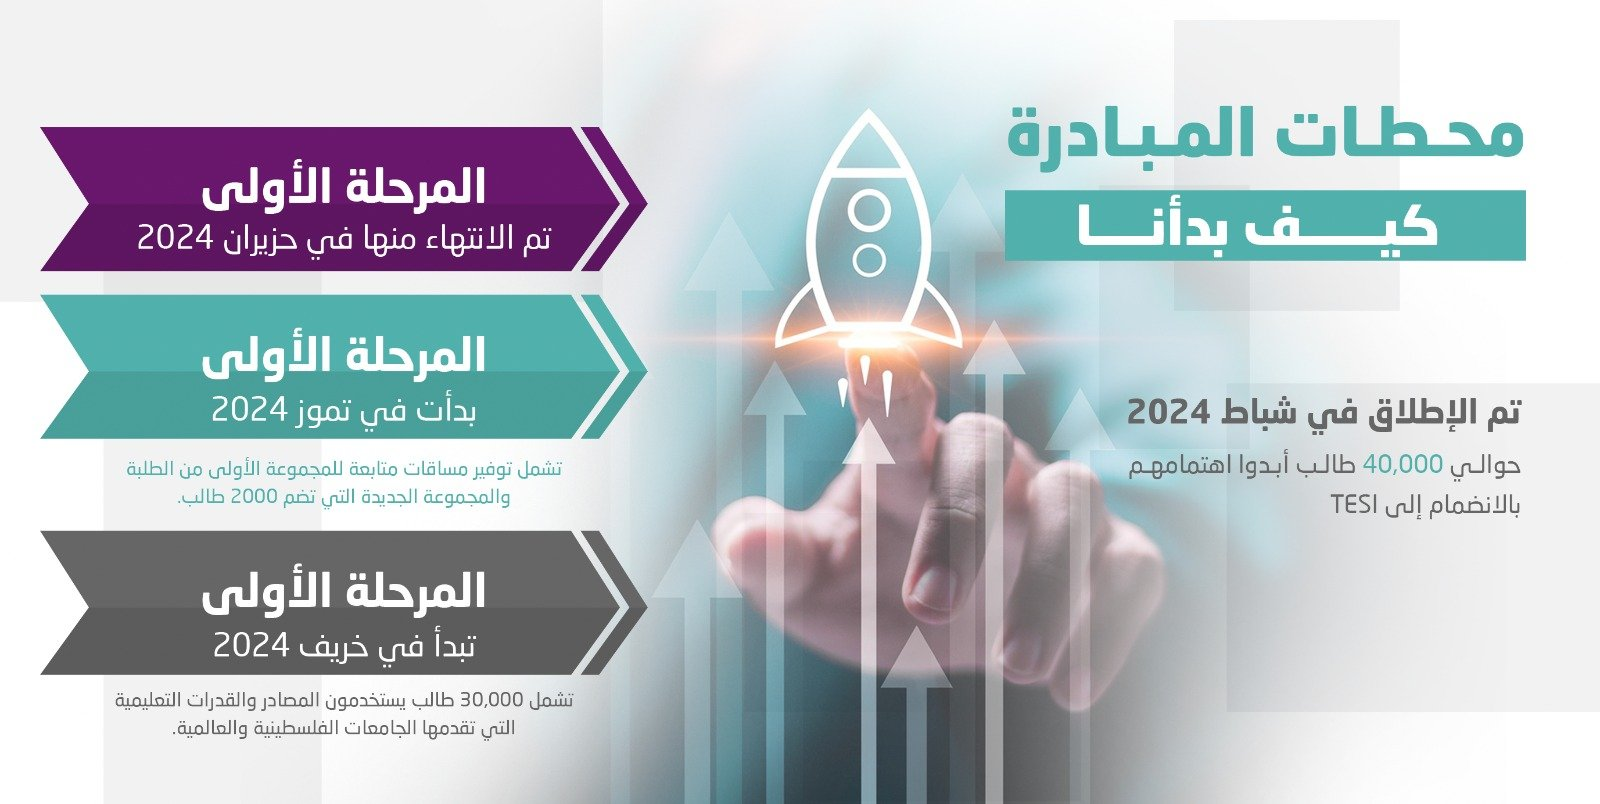 محطات المبادرة
كيف بدأنا
تم الإطلاق في شباط 2024
حوالي 40,000 طالب أبدوا اهتمامهم
بالانضمام إلى TESI
المرحلة الأولى
تم الانتهاء منها في حزيران 2024
المرحلة الأولى
بدأت في تموز 2024
تشمل توفير مساقات متابعة للمجموعة الأولى من الطلبة
والمجموعة الجديدة التي تضم 2000 طالب.
المرحلة الأولى
تبدأ في خريف 2024
تشمل 30,000 طالب يستخدمون المصادر والقدرات التعليمية
التي تقدمها الجامعات الفلسطينية والعالمية.